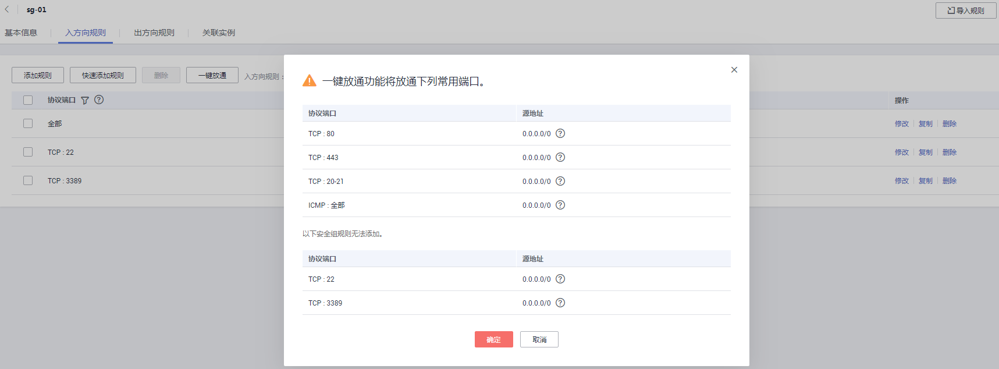 sg-01
导入规则
基本信息 入方向规则 出方向规则 关联实例
添加规则 快速添加规则 删除 一键放通 入方向规则：
协议端口 操作
全部 修改 复制 删除
TCP : 22 修改 复制 删除
TCP : 3389 修改 复制 删除
一键放通功能将放通下列常用端口。
协议端口 源地址
TCP : 80 0.0.0.0/0
TCP : 443 0.0.0.0/0
TCP : 20-21 0.0.0.0/0
ICMP : 全部 0.0.0.0/0
以下安全组规则无法添加。
协议端口 源地址
TCP : 22 0.0.0.0/0
TCP : 3389 0.0.0.0/0
确定 取消